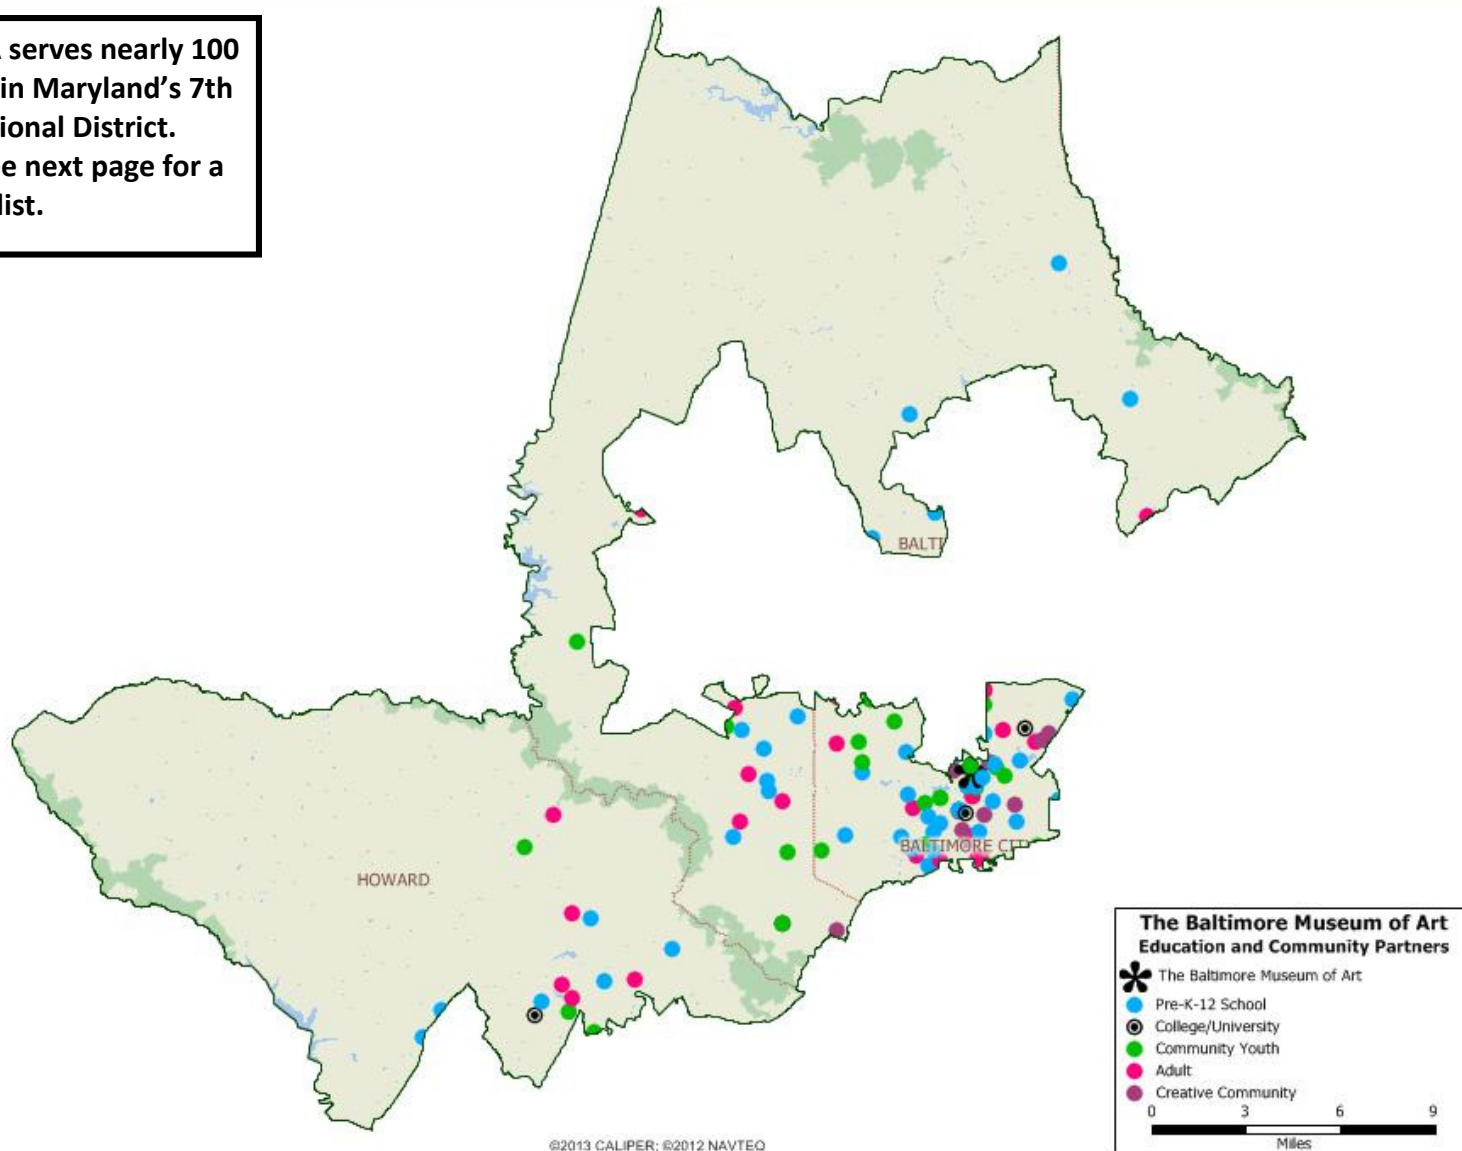 serves nearly 100
in Maryland's 7th
ional District.
e next page for a
list.
BALTI
HOWARD
BALTIMORE CIT
The Baltimore Museum of Art
Education and Community Partners
The Baltimore Museum of Art
Pre-K-12 School
College/University
Community Youth
Adult
Creative Community
0 3 6 9
Miles
©2013 CALIPER; ©2012 NAVTEQ